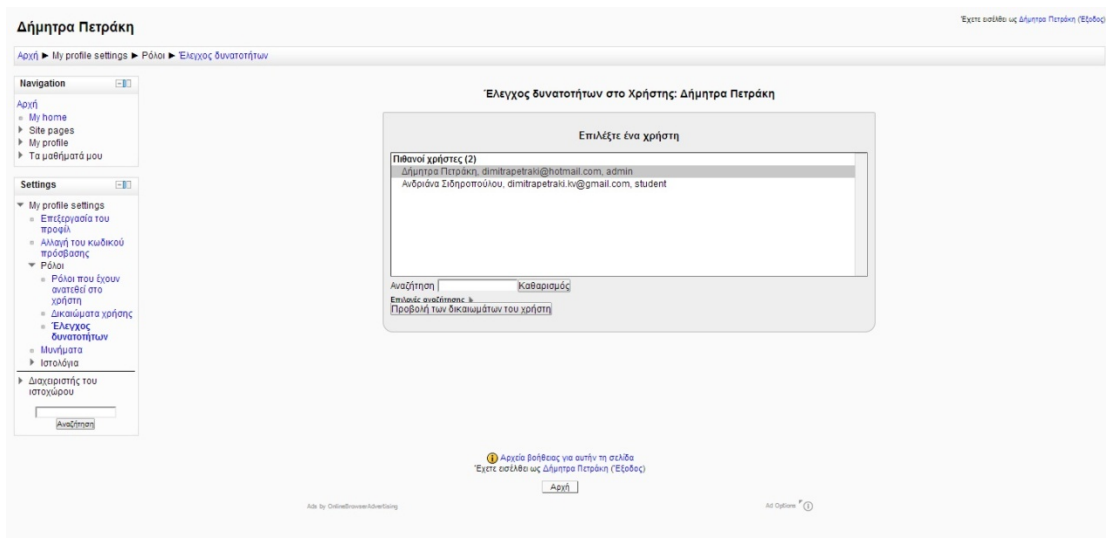 Δήμητρα Πετράκη
Έχετε εισέλθει ως Δήμητρα Πετράκη (Έξοδος)
Αρχή ► My profile settings ► Ρόλοι ► Έλεγχος δυνατοτήτων
Navigation
Αρχή
My home
Site pages
My profile
Τα μαθήματά μου
Settings
My profile settings
Επεξεργασία του
προφίλ
Αλλαγή του κωδικού
πρόσβασης
Ρόλοι
Ρόλοι που έχουν
ανατεθεί στο
χρήστη
Δικαιώματα χρήσης
Έλεγχος
δυνατοτήτων
Μυνήματα
Ιστολόγια
Διαχειριστής του
ιστοχώρου
Αναζήτηση
Έλεγχος δυνατοτήτων στο Χρήστης: Δήμητρα Πετράκη
Επιλέξτε ένα χρήστη
Πιθανοί χρήστες (2)
Δήμητρα Πετράκη, dimitrapetraki@hotmail.com, admin
Ανδριάνα Σιδηροπούλου, dimitrapetraki.kv@gmail.com, student
Αναζήτηση Καθαρισμός
Επιλογές αναζήτησης
Προβολή των δικαιωμάτων του χρήστη
Αρχεία βοήθειας για αυτήν τη σελίδα
Έχετε εισέλθει ως Δήμητρα Πετράκη (Έξοδος)
Αρχή
Ads by OnlineBrowserAdvertising
Ad Options